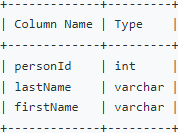 +-------------+---------+
| Column Name | Type    |
+-------------+---------+
| personId    | int     |
| lastName    | varchar |
| firstName   | varchar |
+-------------+---------+